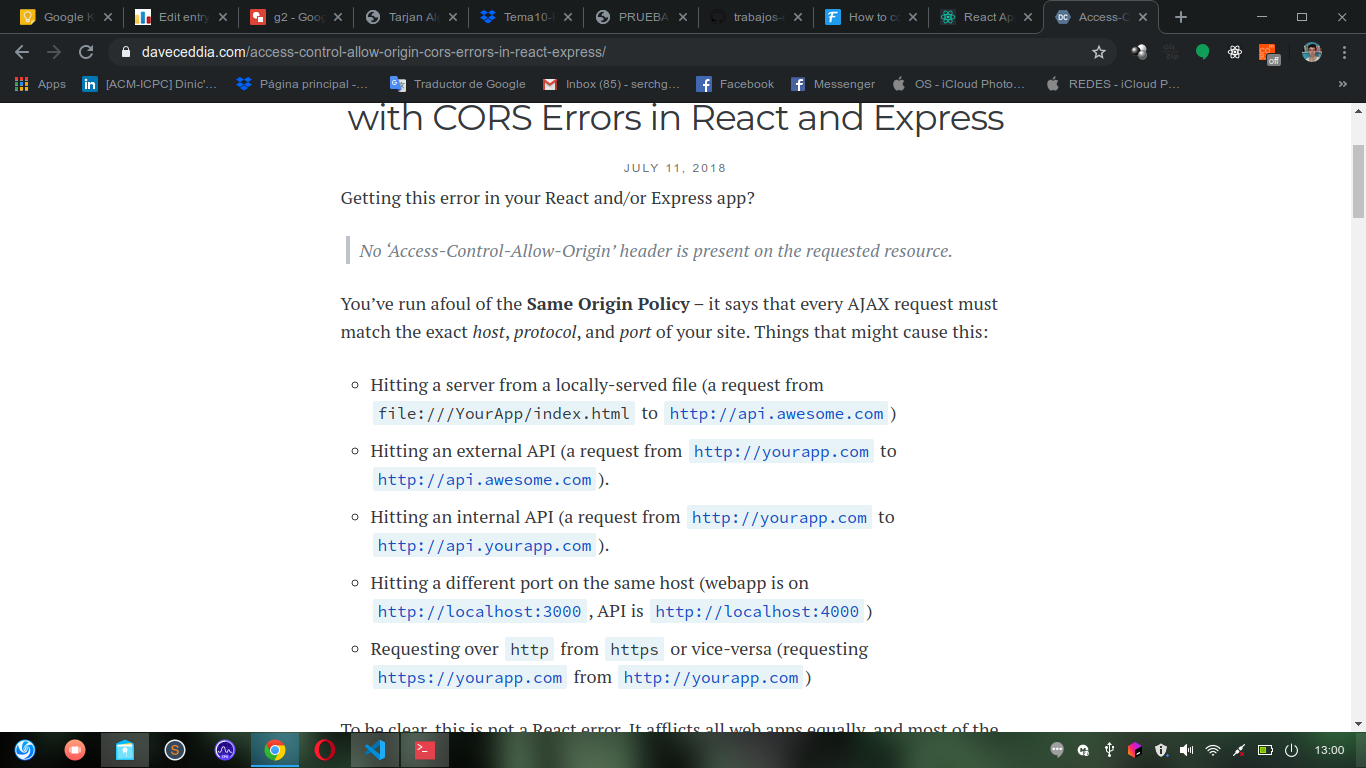 Google K
Edit entry
g2 - Goog
Tarjan Al
Tema10-
PRUEBA
trabajos-
How to c
React Ap
Access-C
daveceddia.com/access-control-allow-origin-cors-errors-in-react-express/
off
Apps
[ACM-ICPC] Dinic'...
Página principal -...
Traductor de Google
Inbox (85) - serchg...
Facebook
Messenger
OS - iCloud Photo...
REDES - iCloud P...
»
with CORS Errors in React and Express
JULY 11, 2018
Getting this error in your React and/or Express app?
No ‘Access-Control-Allow-Origin’ header is present on the requested resource.
You’ve run afoul of the Same Origin Policy – it says that every AJAX request must
match the exact host, protocol, and port of your site. Things that might cause this:
Hitting a server from a locally-served file (a request from
file:///YourApp/index.html to http://api.awesome.com )
Hitting an external API (a request from http://yourapp.com to
http://api.awesome.com ).
Hitting an internal API (a request from http://yourapp.com to
http://api.yourapp.com ).
Hitting a different port on the same host (webapp is on
http://localhost:3000 , API is http://localhost:4000 )
Requesting over http from https or vice-versa (requesting
https://yourapp.com from http://yourapp.com )
To be clear, this is not a React error. It afflicts all web apps equally, and most of the
13:00